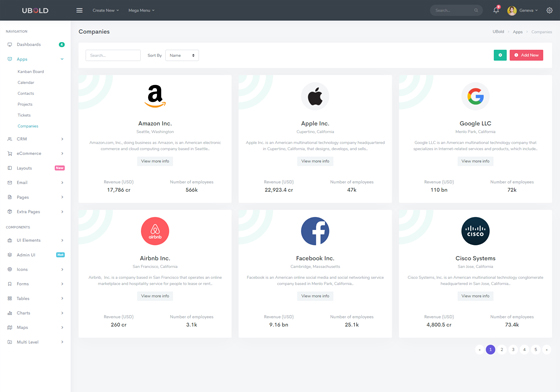 UBOLD
Create New
Mega Menu
Search...
9
Geneva
NAVIGATION
Dashboards
4
Apps
Kanban Board
Calendar
Contacts
Projects
Tickets
Companies
CRM
eCommerce
Layouts
New
Email
Pages
Extra Pages
COMPONENTS
UI Elements
Admin UI
Hot
Icons
Forms
Tables
Charts
Maps
Multi Level
Companies
UBold > Apps > Companies
Search...
Sort By
Name
Add New
Amazon Inc.
Seattle, Washington
Amazon.com, Inc., doing business as Amazon, is an American electronic
commerce and cloud computing company based in Seattle..
View more info
Revenue (USD)
Number of employees
17,786 cr
566k
Apple Inc.
Cupertino, California
Apple Inc. is an American multinational technology company headquartered
in Cupertino, California, that designs, develops, and sells..
View more info
Revenue (USD)
Number of employees
22,923.4 cr
47k
Google LLC
Menlo Park, California
Google LLC is an American multinational technology company that
specializes in Internet-related services and products, which include..
View more info
Revenue (USD)
Number of employees
110 bn
72k
airbnb
Airbnb Inc.
San Francisco, California
Airbnb, Inc. is a company based in San Francisco that operates an online
marketplace and hospitality service for people to lease or rent..
View more info
Revenue (USD)
Number of employees
260 cr
3.1k
Facebook Inc.
Cambridge, Massachusetts
Facebook is an American online social media and social networking service
company based in Menlo Park, California..
View more info
Revenue (USD)
Number of employees
9.16 bn
25.1k
CISCO
Cisco Systems
San Jose, California
Cisco Systems, Inc. is an American multinational technology conglomerate
headquartered in San Jose, California..
View more info
Revenue (USD)
Number of employees
4,800.5 cr
73.4k
« 1 2 3 4 5 »